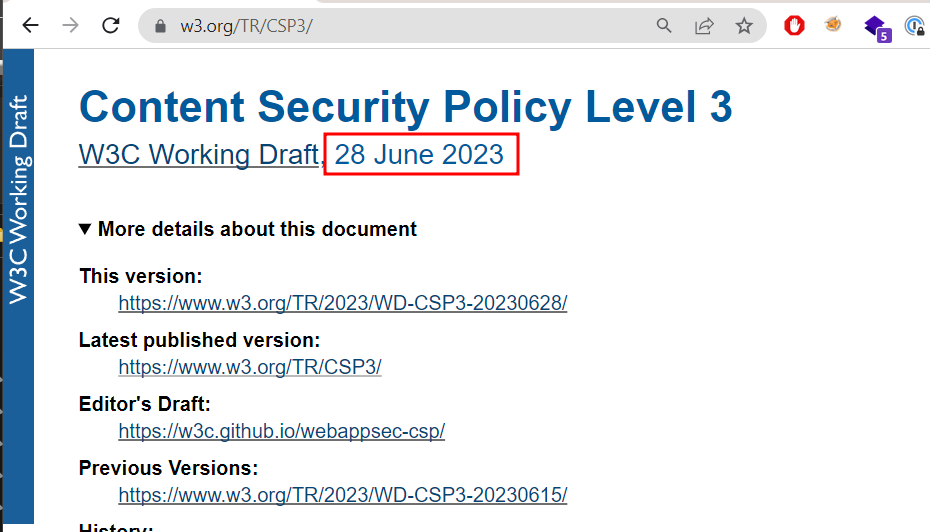 w3.org/TR/CSP3/
5
W3C Working Draft
Content Security Policy Level 3
W3C Working Draft, 28 June 2023
▼ More details about this document
This version:
https://www.w3.org/TR/2023/WD-CSP3-20230628/
Latest published version:
https://www.w3.org/TR/CSP3/
Editor's Draft:
https://w3c.github.io/webappsec-csp/
Previous Versions:
https://www.w3.org/TR/2023/WD-CSP3-20230615/
History: